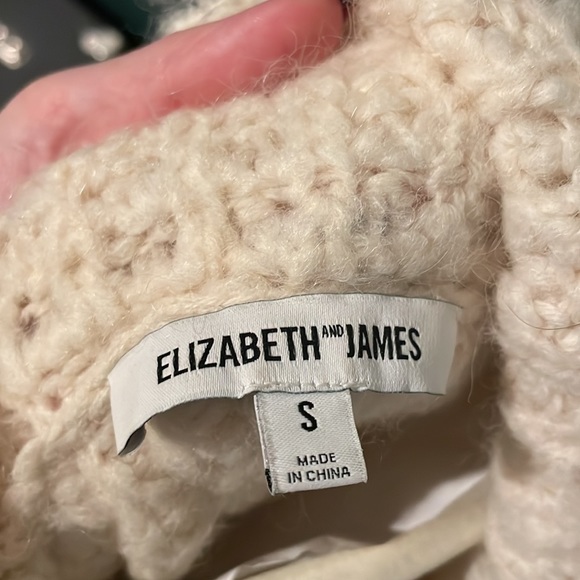 ELIZABETH AND JAMES
S
MADE
IN CHINA